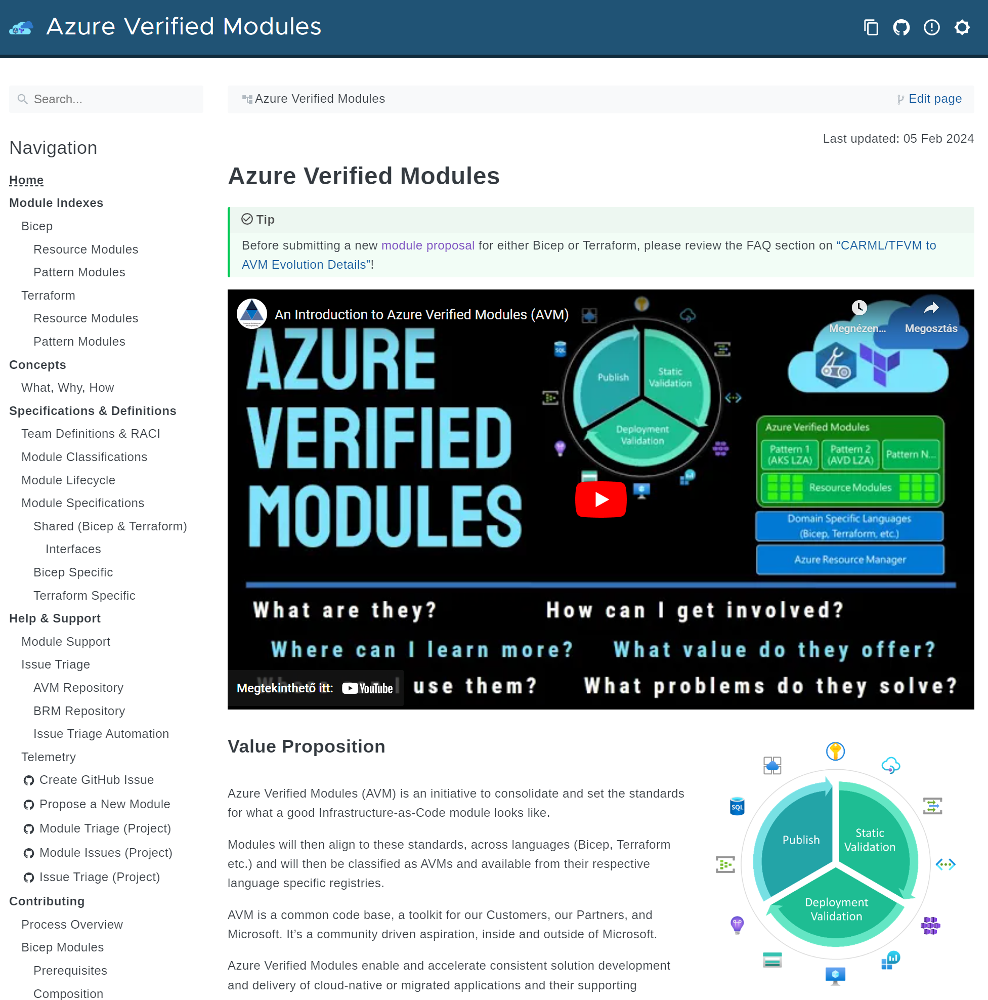 Azure Verified Modules
Search...
Navigation
Home
Module Indexes
Bicep
Resource Modules
Pattern Modules
Terraform
Resource Modules
Pattern Modules
Concepts
What, Why, How
Specifications & Definitions
Team Definitions & RACI
Module Classifications
Module Lifecycle
Module Specifications
Shared (Bicep & Terraform)
Interfaces
Bicep Specific
Terraform Specific
Help & Support
Module Support
Issue Triage
AVM Repository
BRM Repository
Issue Triage Automation
Telemetry
Create GitHub Issue
Propose a New Module
Module Triage (Project)
Module Issues (Project)
Issue Triage (Project)
Contributing
Process Overview
Bicep Modules
Prerequisites
Composition
Azure Verified Modules
Edit page
Last updated: 05 Feb 2024
Azure Verified Modules
Tip
Before submitting a new module proposal for either Bicep or Terraform, please review the FAQ section on “CARML/TFVM to
AVM Evolution Details”!
An Introduction to Azure Verified Modules (AVM)
Megnézen...
Megosztás
AZURE
VERIFIED
MODULES
SQL
Publish
Static
Validation
Deployment
Validation
Azure Verified Modules
Pattern 1
(AKS LZA)
Pattern 2
(AVD LZA)
Pattern N...
Resource Modules
Domain Specific Languages
(Bicep, Terraform, etc.)
Azure Resource Manager
What are they?
How can I get involved?
Where can I learn more?
What value do they offer?
Megtekinthető itt: YouTube
use them?
What problems do they solve?
Value Proposition
Azure Verified Modules (AVM) is an initiative to consolidate and set the standards
for what a good Infrastructure-as-Code module looks like.
Modules will then align to these standards, across languages (Bicep, Terraform
etc.) and will then be classified as AVMs and available from their respective
language specific registries.
AVM is a common code base, a toolkit for our Customers, our Partners, and
Microsoft. It’s a community driven aspiration, inside and outside of Microsoft.
Azure Verified Modules enable and accelerate consistent solution development
and delivery of cloud-native or migrated applications and their supporting
SQL
Publish
Static
Validation
Deployment
Validation